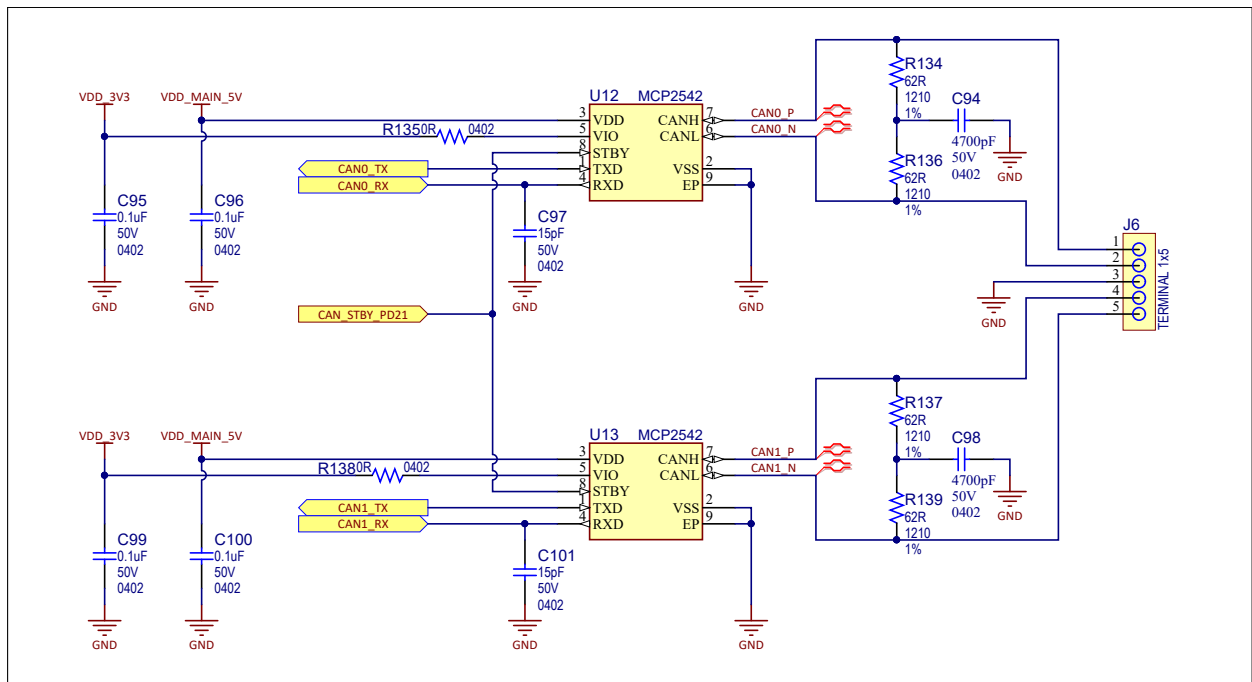 VDD_3V3
VDD_MAIN_5V
R135 0R 0402
CAN0_TX
CAN0_RX
C95
0.1uF
50V
0402
GND
C96
0.1uF
50V
0402
GND
C97
15pF
50V
0402
GND
U12 MCP2542
3 VDD
5 VIO
8 STBY
1 TXD
4 RXD
CANH 7
CANL 6
VSS 2
EP 9
GND
CAN0_P
CAN0_N
R134
62R
1210
1%
C94
4700pF
50V
0402
GND
R136
62R
1210
1%
J6
1
2
3
4
5
TERMINAL 1x5
GND
CAN_STBY_PD21
VDD_3V3
VDD_MAIN_5V
R138 0R 0402
CAN1_TX
CAN1_RX
C99
0.1uF
50V
0402
GND
C100
0.1uF
50V
0402
GND
C101
15pF
50V
0402
GND
U13 MCP2542
3 VDD
5 VIO
8 STBY
1 TXD
4 RXD
CANH 7
CANL 6
VSS 2
EP 9
GND
CAN1_P
CAN1_N
R137
62R
1210
1%
C98
4700pF
50V
0402
GND
R139
62R
1210
1%